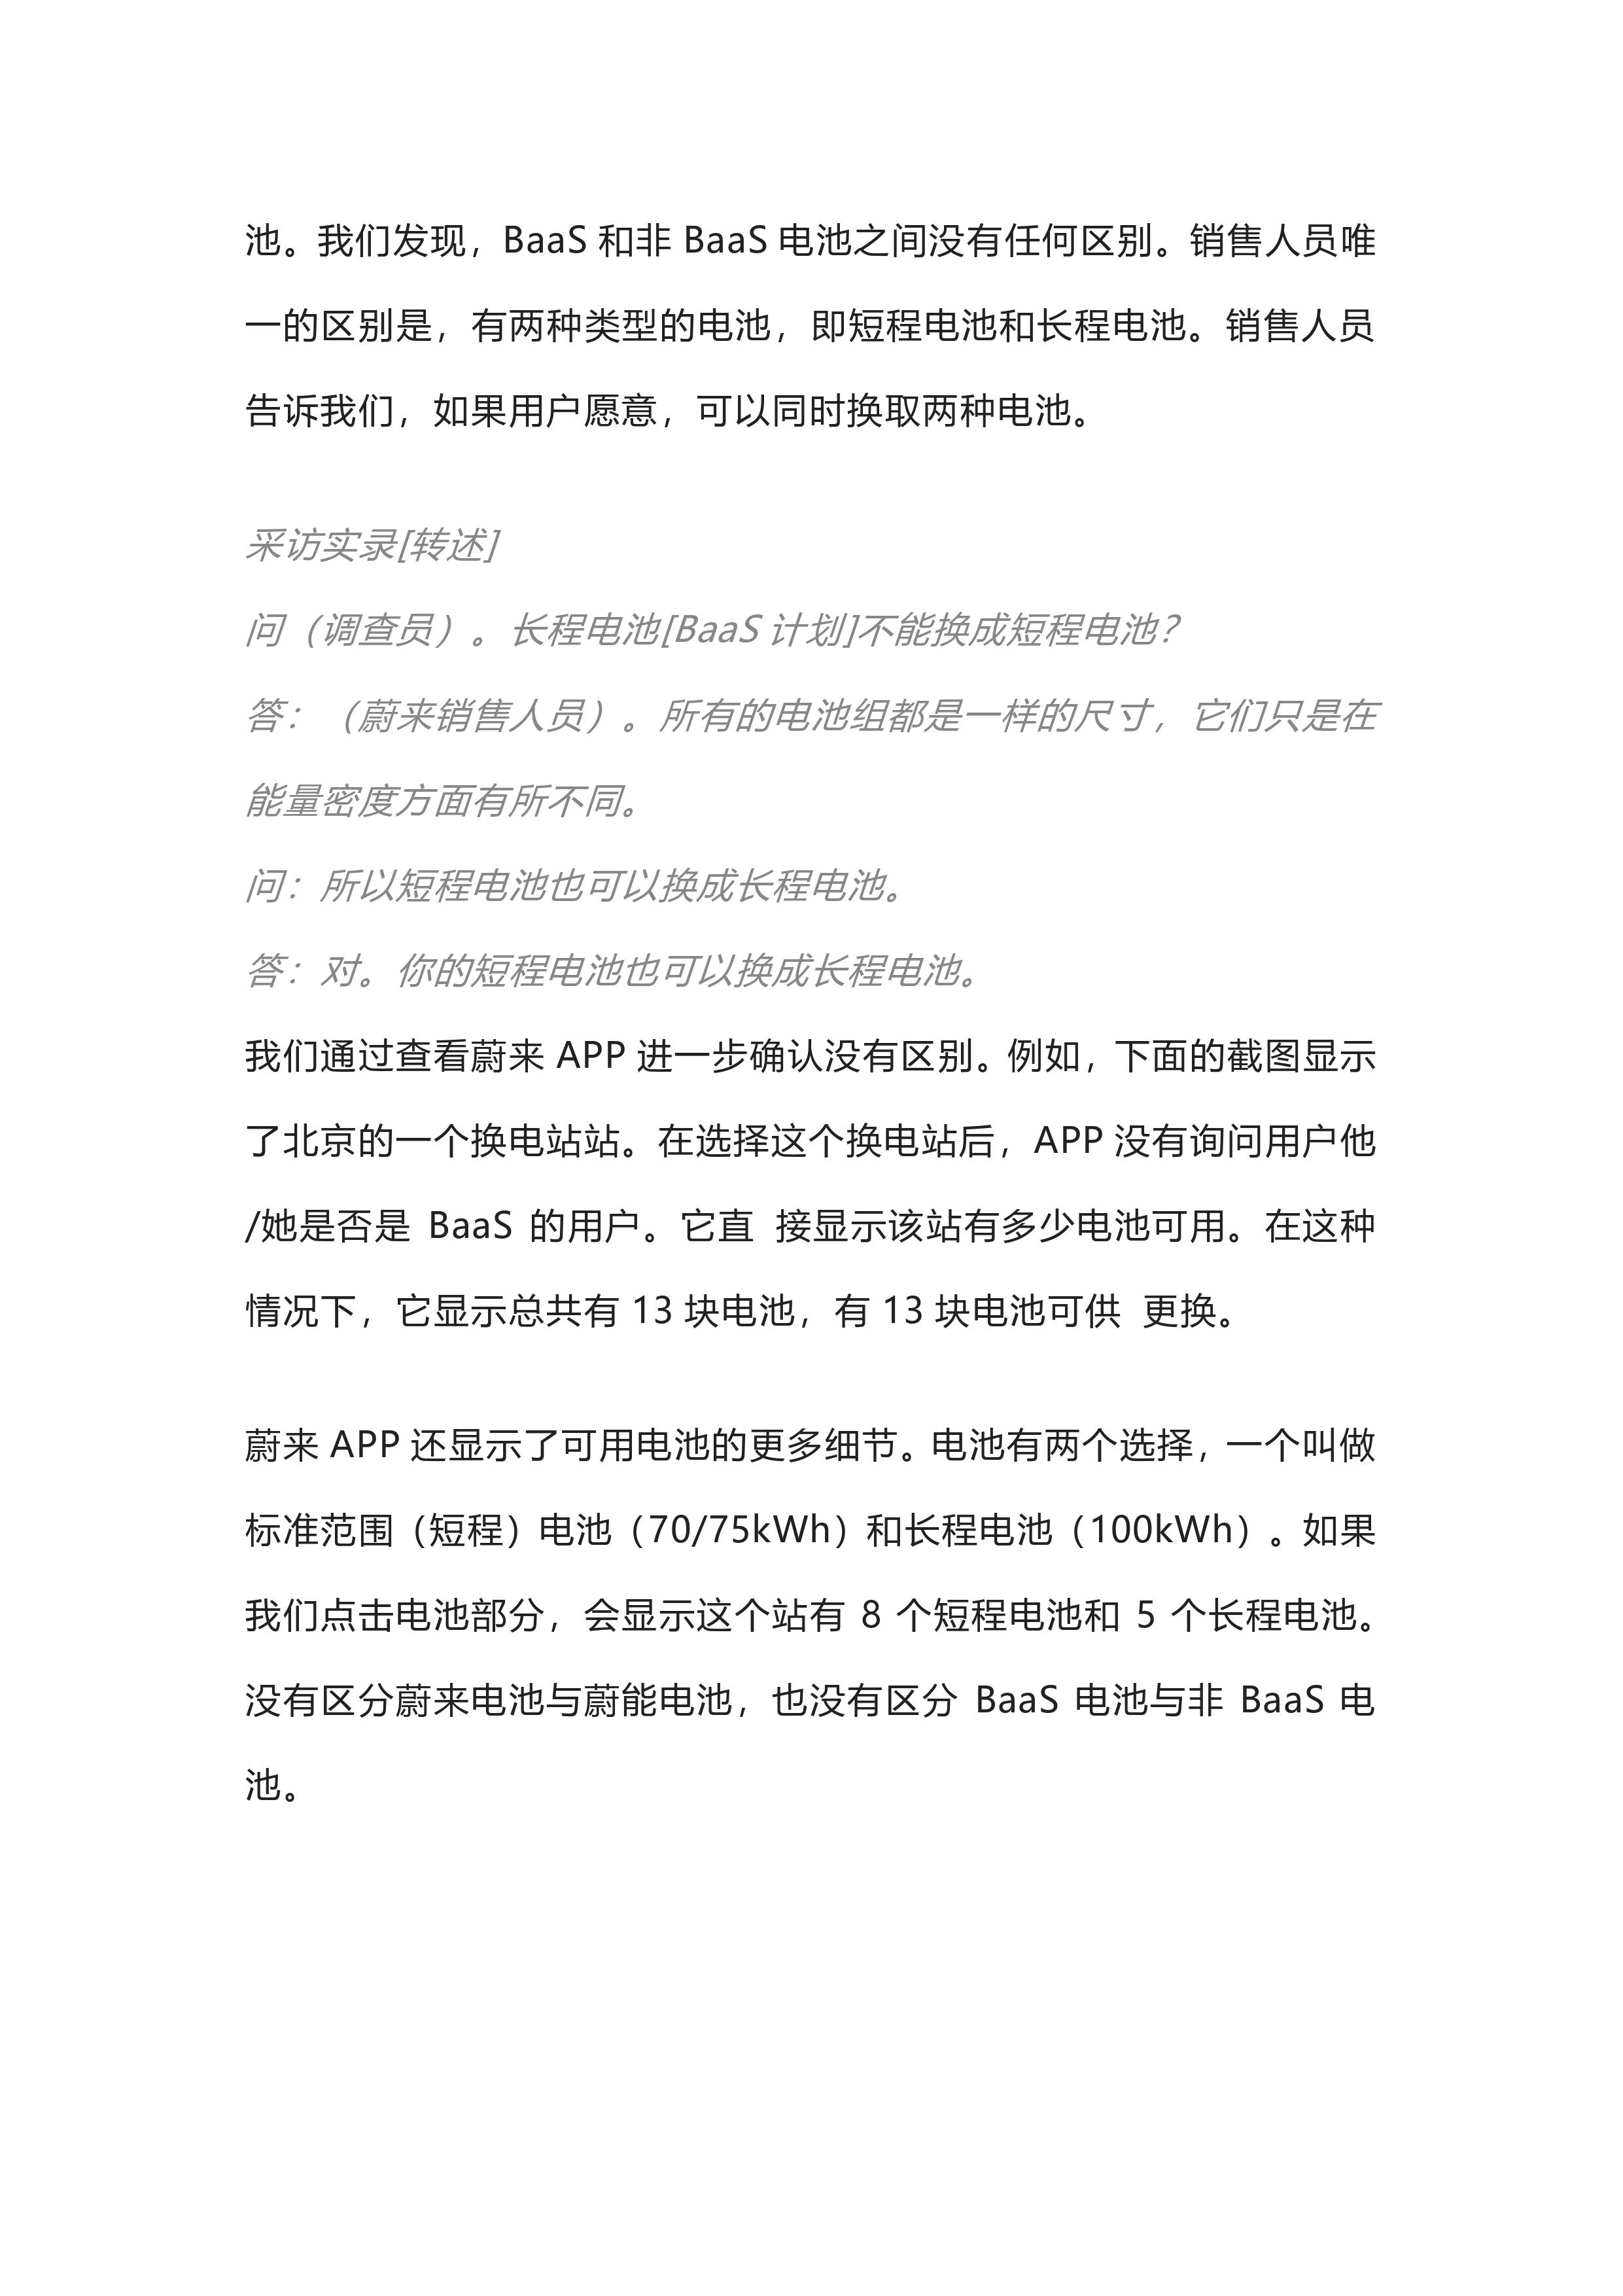 池。我们发现，BaaS 和非 BaaS 电池之间没有任何区别。销售人员唯
一的区别是，有两种类型的电池，即短程电池和长程电池。销售人员
告诉我们，如果用户愿意，可以同时换取两种电池。
采访实录[转述]
问（调查员）。长程电池[BaaS 计划]不能换成短程电池？
答：（蔚来销售人员）。所有的电池组都是一样的尺寸，它们只是在
能量密度方面有所不同。
问：所以短程电池也可以换成长程电池。
答：对。你的短程电池也可以换成长程电池。
我们通过查看蔚来 APP 进一步确认没有区别。例如，下面的截图显示
了北京的一个换电站站。在选择这个换电站后，APP 没有询问用户他
/她是否是 BaaS 的用户。它直 接显示该站有多少电池可用。在这种
情况下，它显示总共有 13 块电池，有 13 块电池可供 更换。
蔚来 APP 还显示了可用电池的更多细节。电池有两个选择，一个叫做
标准范围（短程）电池（70/75kWh）和长程电池（100kWh）。如果
我们点击电池部分，会显示这个站有 8 个短程电池和 5 个长程电池。
没有区分蔚来电池与蔚能电池，也没有区分 BaaS 电池与非 BaaS 电
池。